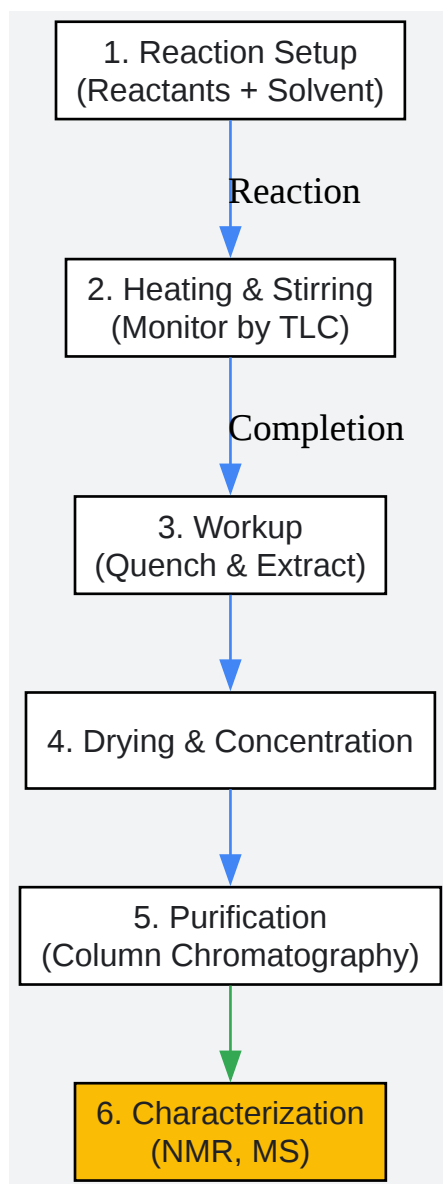 1. Reaction Setup
(Reactants + Solvent)
Reaction
2. Heating & Stirring
(Monitor by TLC)
Completion
3. Workup
(Quench & Extract)
4. Drying & Concentration
5. Purification
(Column Chromatography)
6. Characterization
(NMR, MS)